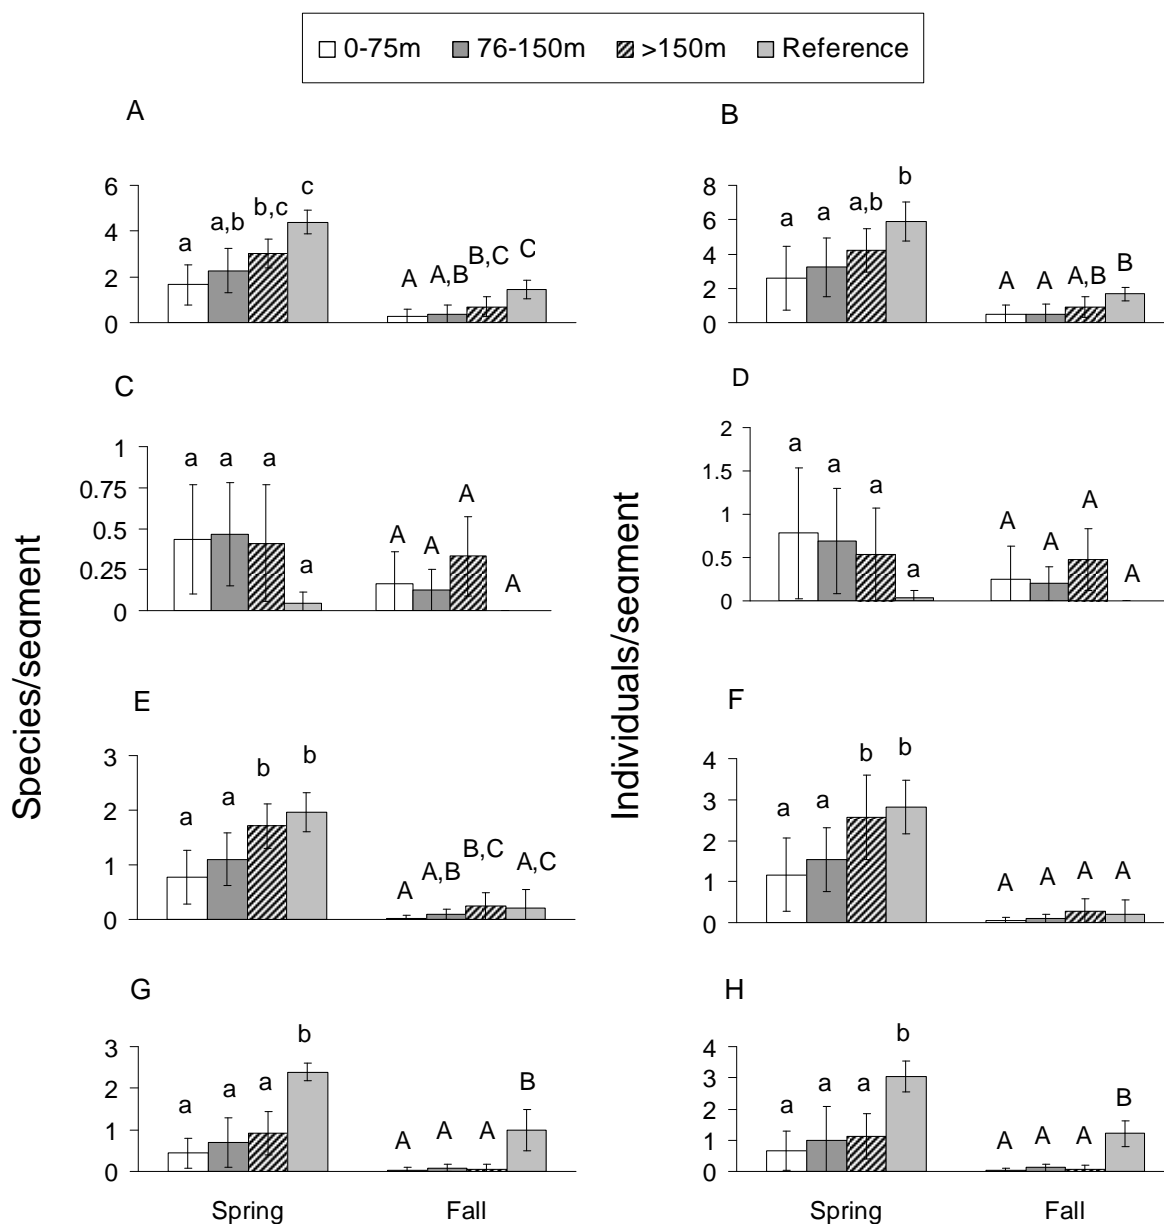 0-75m 76-150m >150m Reference
A
6
4
2
0
a a,b b,c c
A A,B B,C C
B
8
6
4
2
0
a a a,b b
A A A,B B
C
1
0.75
0.5
0.25
0
a a a a
A A A A
D
2
1.5
1
0.5
0
a a a a
A A A A
Species/segment
Individuals/segment
E
3
2
1
0
a a b b
A A,B B,C A,C
F
4
3
2
1
0
a a b b
A A A A
G
3
2
1
0
a a a b
A A A B
Spring Fall
H
4
3
2
1
0
a a a b
A A A B
Spring Fall